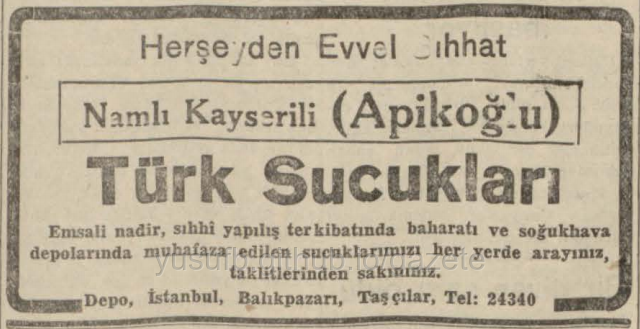 Herşeyden Evvel Sıhhat
Namlı Kayserili (Apikoğlu)
Türk Sucukları
Emsali nadir, sıhhî yapılış terkibatında baharatı ve soğukhava
depolarında muhafaza edilen sucuklarımızı her yerde arayınız,
taklitlerinden sakınınız.
Depo, İstanbul, Balıkpazarı, Taşçılar, Tel: 24340